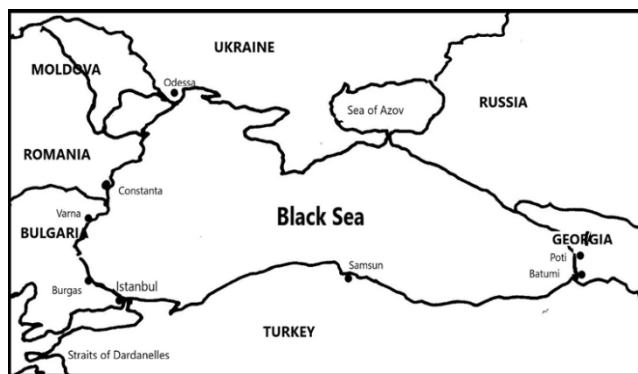 UKRAINE
MOLDOVA
Odessa
Sea of Azov
RUSSIA
ROMANIA
Constanta
Varna
Black Sea
BULGARIA
GEORGIA
Poti
Samsun
Batumi
Burgas
Istanbul
TURKEY
Straits of Dardanelles